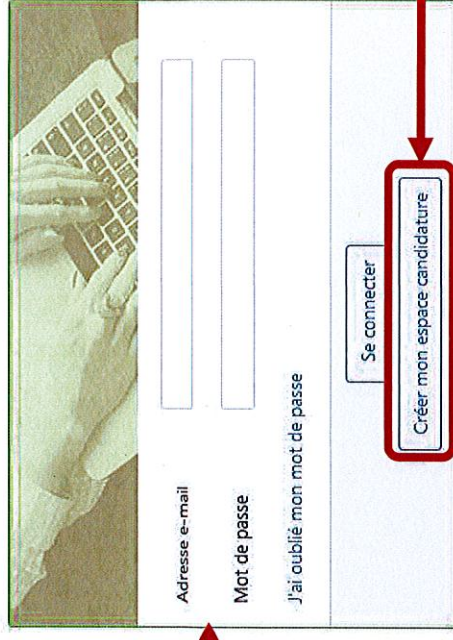 Adresse e-mail
Mot de passe
J'ai oublié mon mot de passe
Se connecter
Créer mon espace candidature